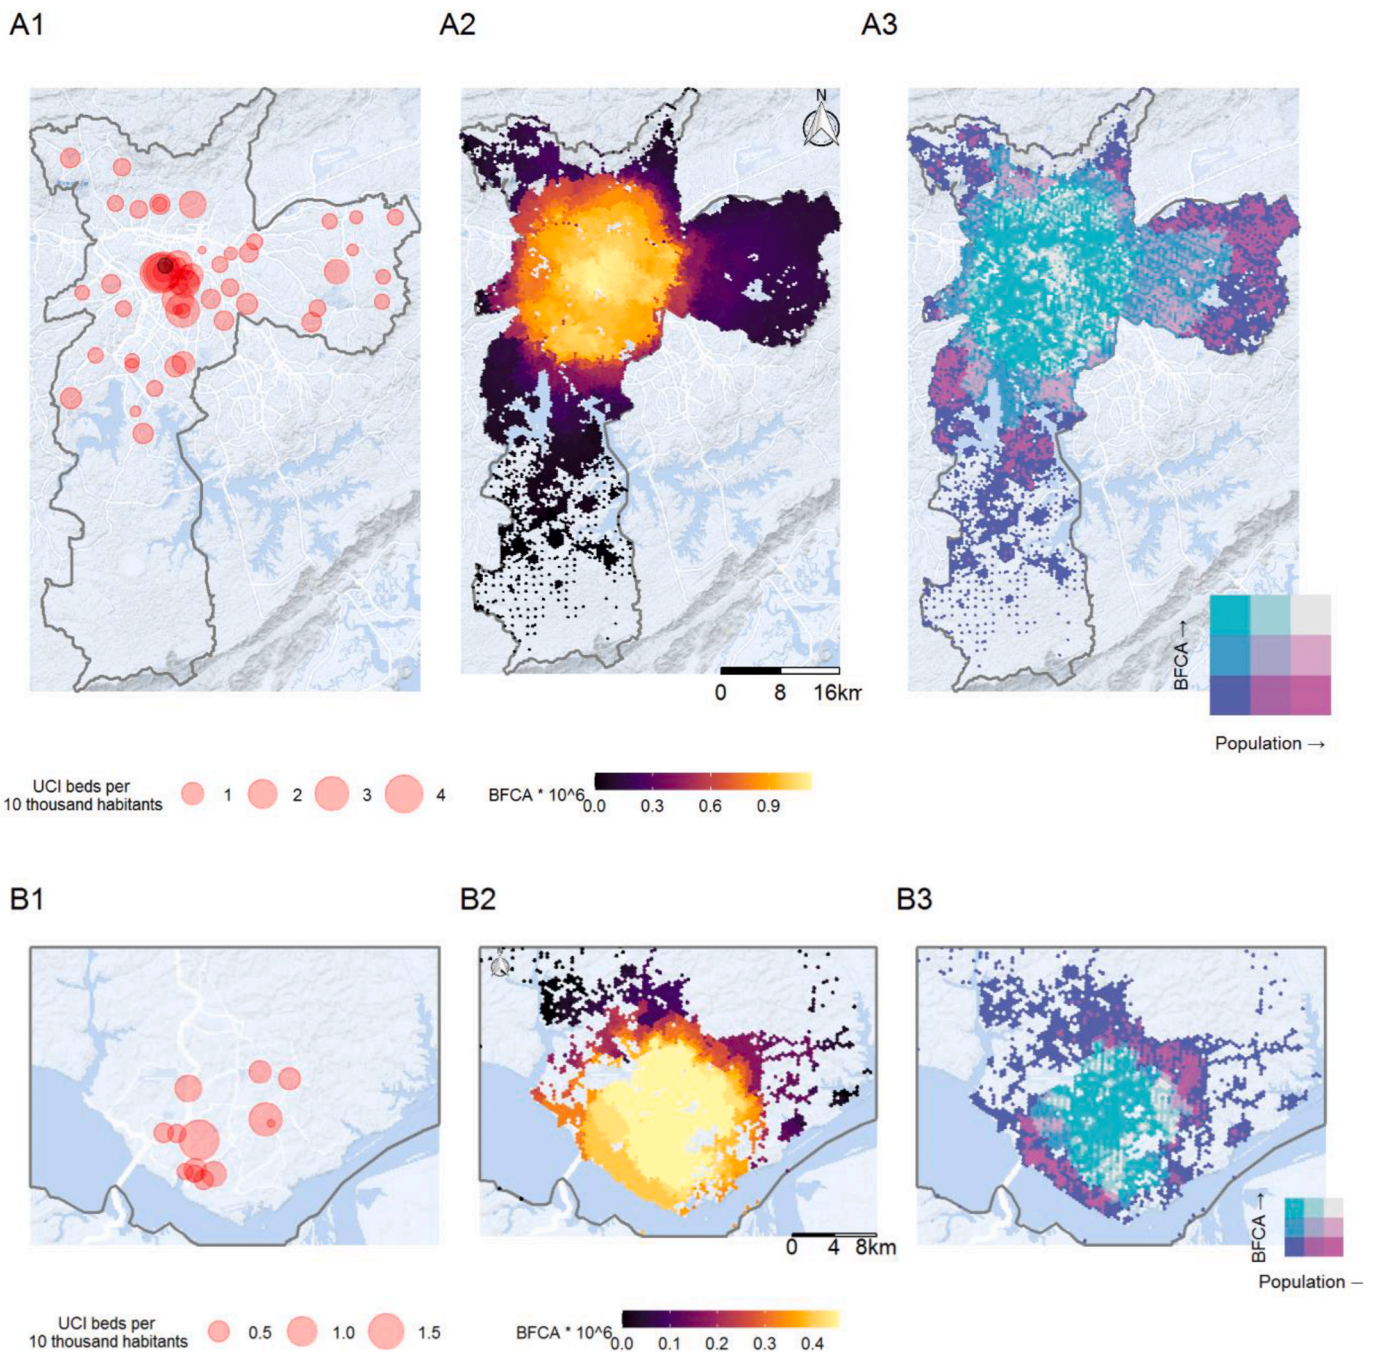 A1
A2
A3
N
0 8 16km
BFCA →
Population →
UCI beds per
10 thousand habitants
1 2 3 4
BFCA * 10^6
0.0 0.3 0.6 0.9
B1
B2
B3
0 4 8km
BFCA →
Population –
UCI beds per
10 thousand habitants
0.5 1.0 1.5
BFCA * 10^6
0.0 0.1 0.2 0.3 0.4